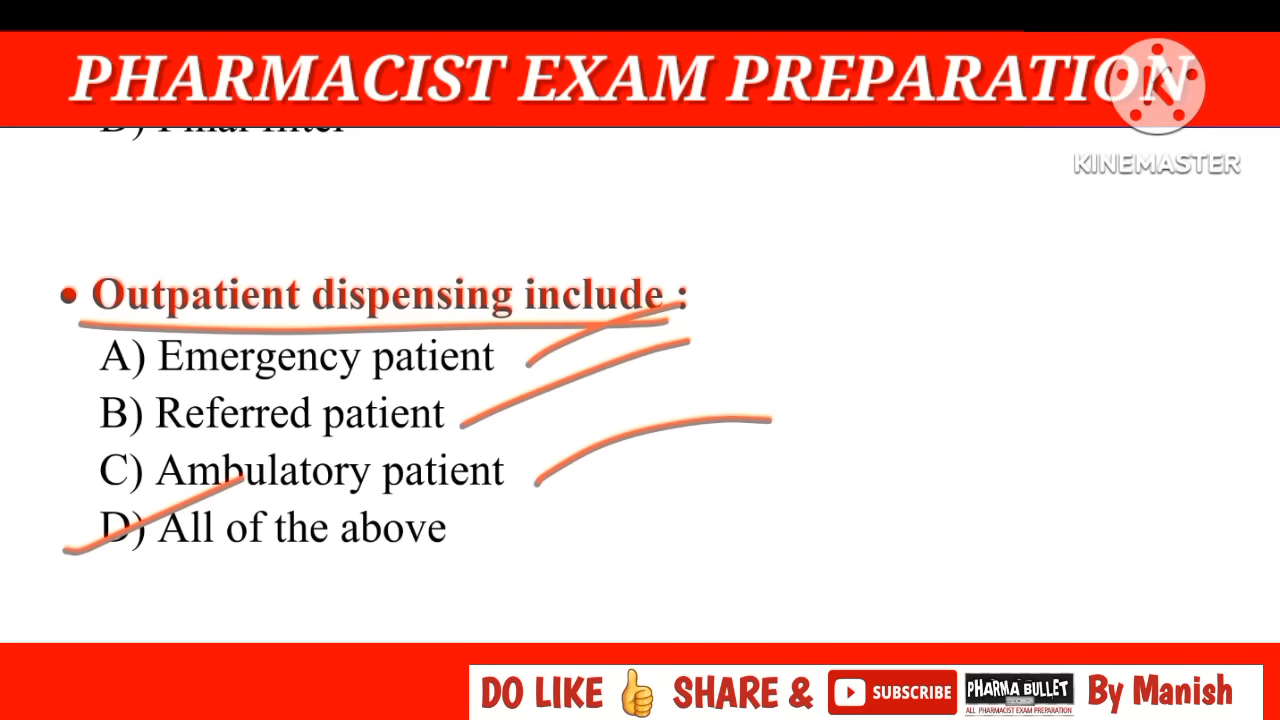 PHARMACIST EXAM PREPARATION
KINEMASTER
• Outpatient dispensing include :
A) Emergency patient
B) Referred patient
C) Ambulatory patient
D) All of the above
DO LIKE 👍 SHARE & SUBSCRIBE PHARMA BULLET By Manish
ALL PHARMACIST EXAM PREPARATION